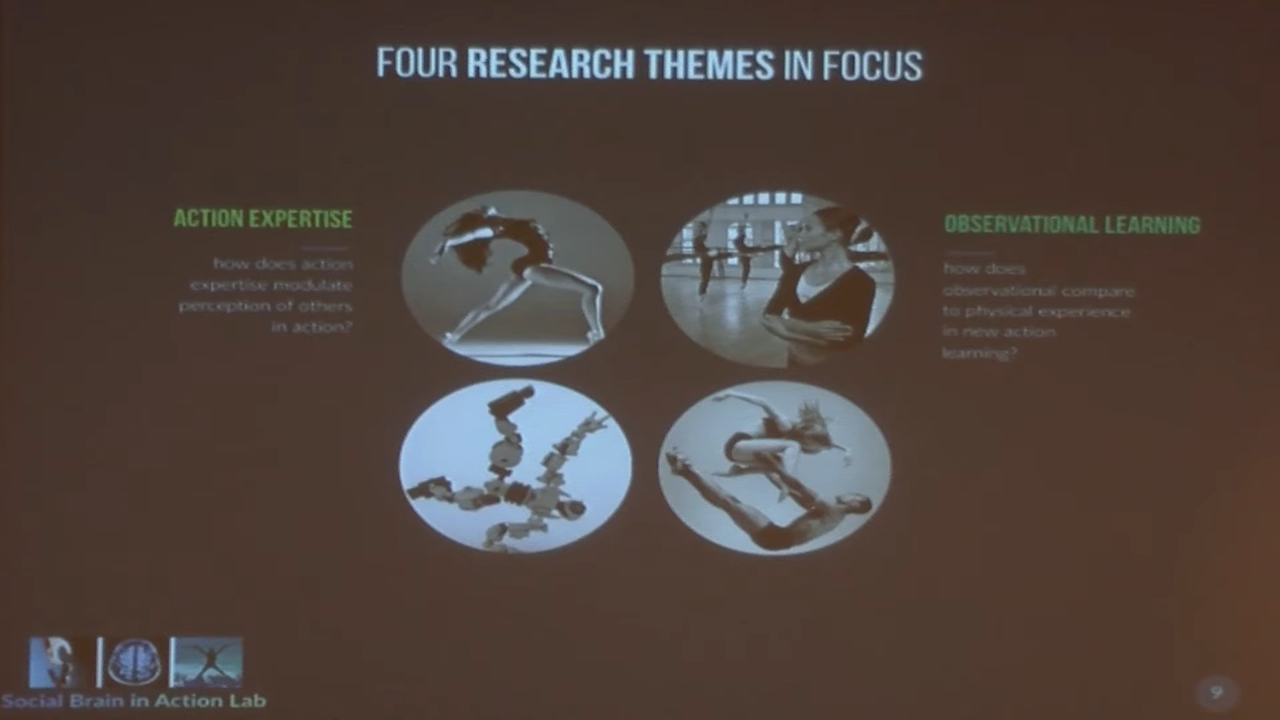 FOUR RESEARCH THEMES IN FOCUS
ACTION EXPERTISE
how does action
expertise modulate
perception of others
in action?
OBSERVATIONAL LEARNING
how does
observational compare
to physical experience
in new action
learning?
Social Brain in Action Lab
9